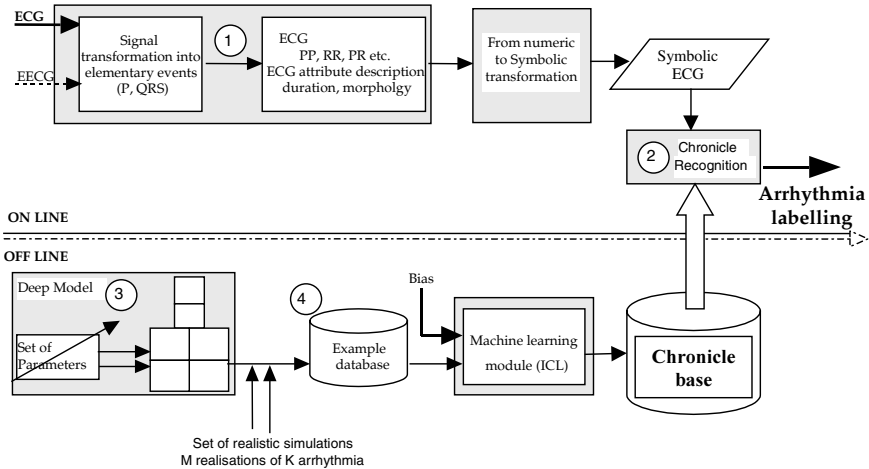 ECG
EECG
Signal
transformation into
elementary events
(P, QRS)
1
ECG
PP, RR, PR etc.
ECG attribute description
duration, morpholgy
From numeric
to Symbolic
transformation
Symbolic
ECG
2
Chronicle
Recognition
Arrhythmia
labelling
ON LINE
OFF LINE
Deep Model
3
Set of
Parameters
4
Example
database
Bias
Machine learning
module (ICL)
Chronicle
base
Set of realistic simulations
M realisations of K arrhythmia